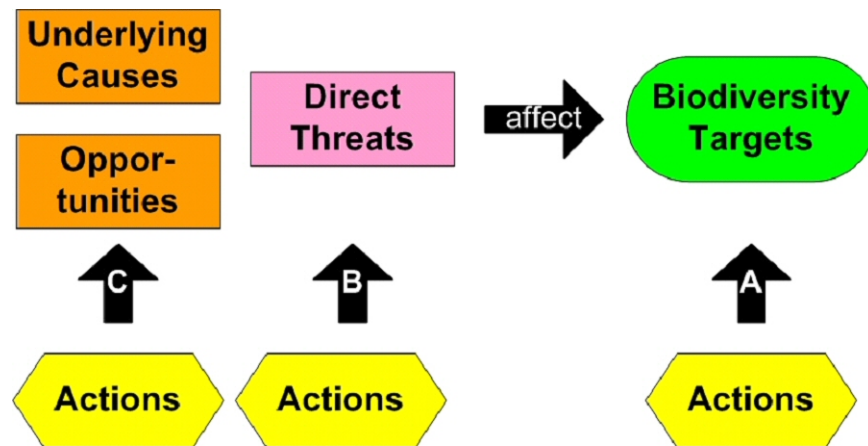 Underlying
Causes
Direct
Threats
affect
Biodiversity
Targets
Oppor-
tunities
C
B
A
Actions
Actions
Actions